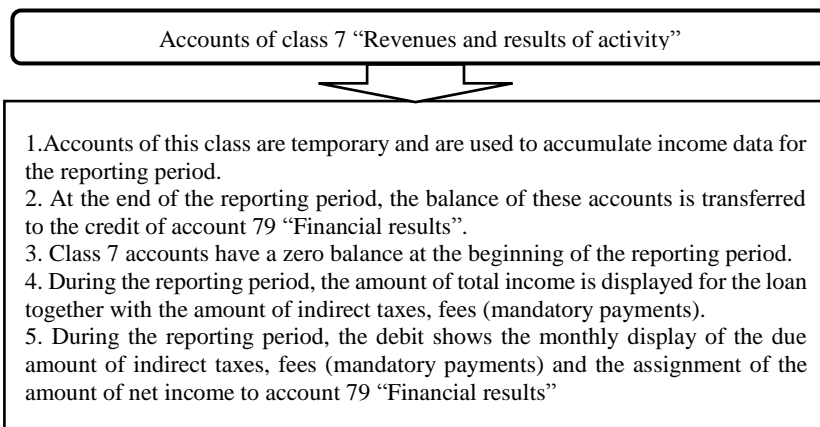 Accounts of class 7 “Revenues and results of activity”
1.Accounts of this class are temporary and are used to accumulate income data for
the reporting period.
2. At the end of the reporting period, the balance of these accounts is transferred
to the credit of account 79 “Financial results”.
3. Class 7 accounts have a zero balance at the beginning of the reporting period.
4. During the reporting period, the amount of total income is displayed for the loan
together with the amount of indirect taxes, fees (mandatory payments).
5. During the reporting period, the debit shows the monthly display of the due
amount of indirect taxes, fees (mandatory payments) and the assignment of the
amount of net income to account 79 “Financial results”